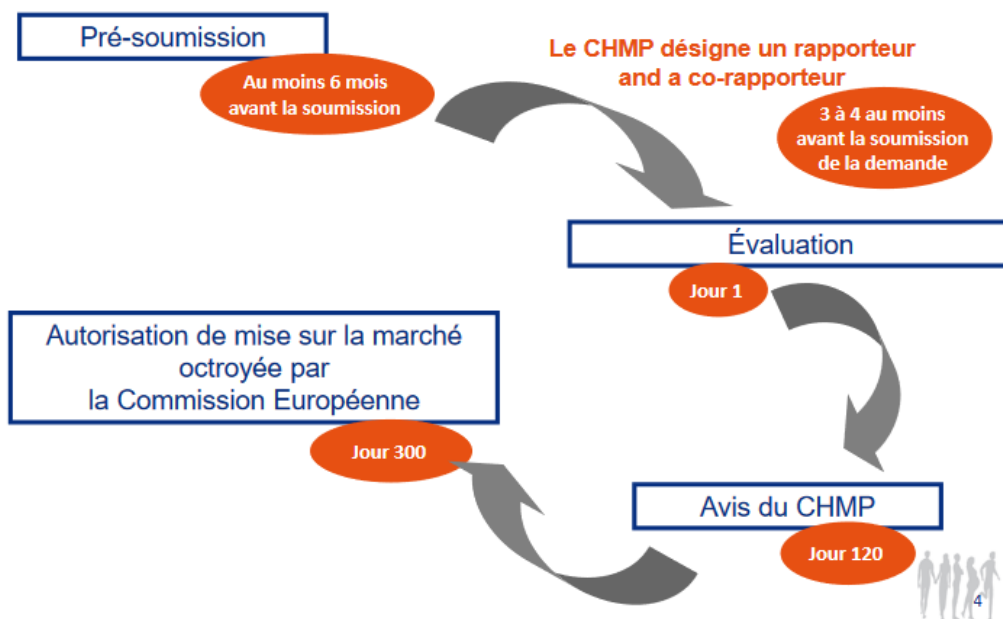 Pré-soumission
Au moins 6 mois
avant la soumission
Le CHMP désigne un rapporteur
and a co-rapporteur
3 à 4 au moins
avant la soumission
de la demande
Évaluation
Jour 1
Autorisation de mise sur la marché
octroyée par
la Commission Européenne
Jour 300
Avis du CHMP
Jour 120
4